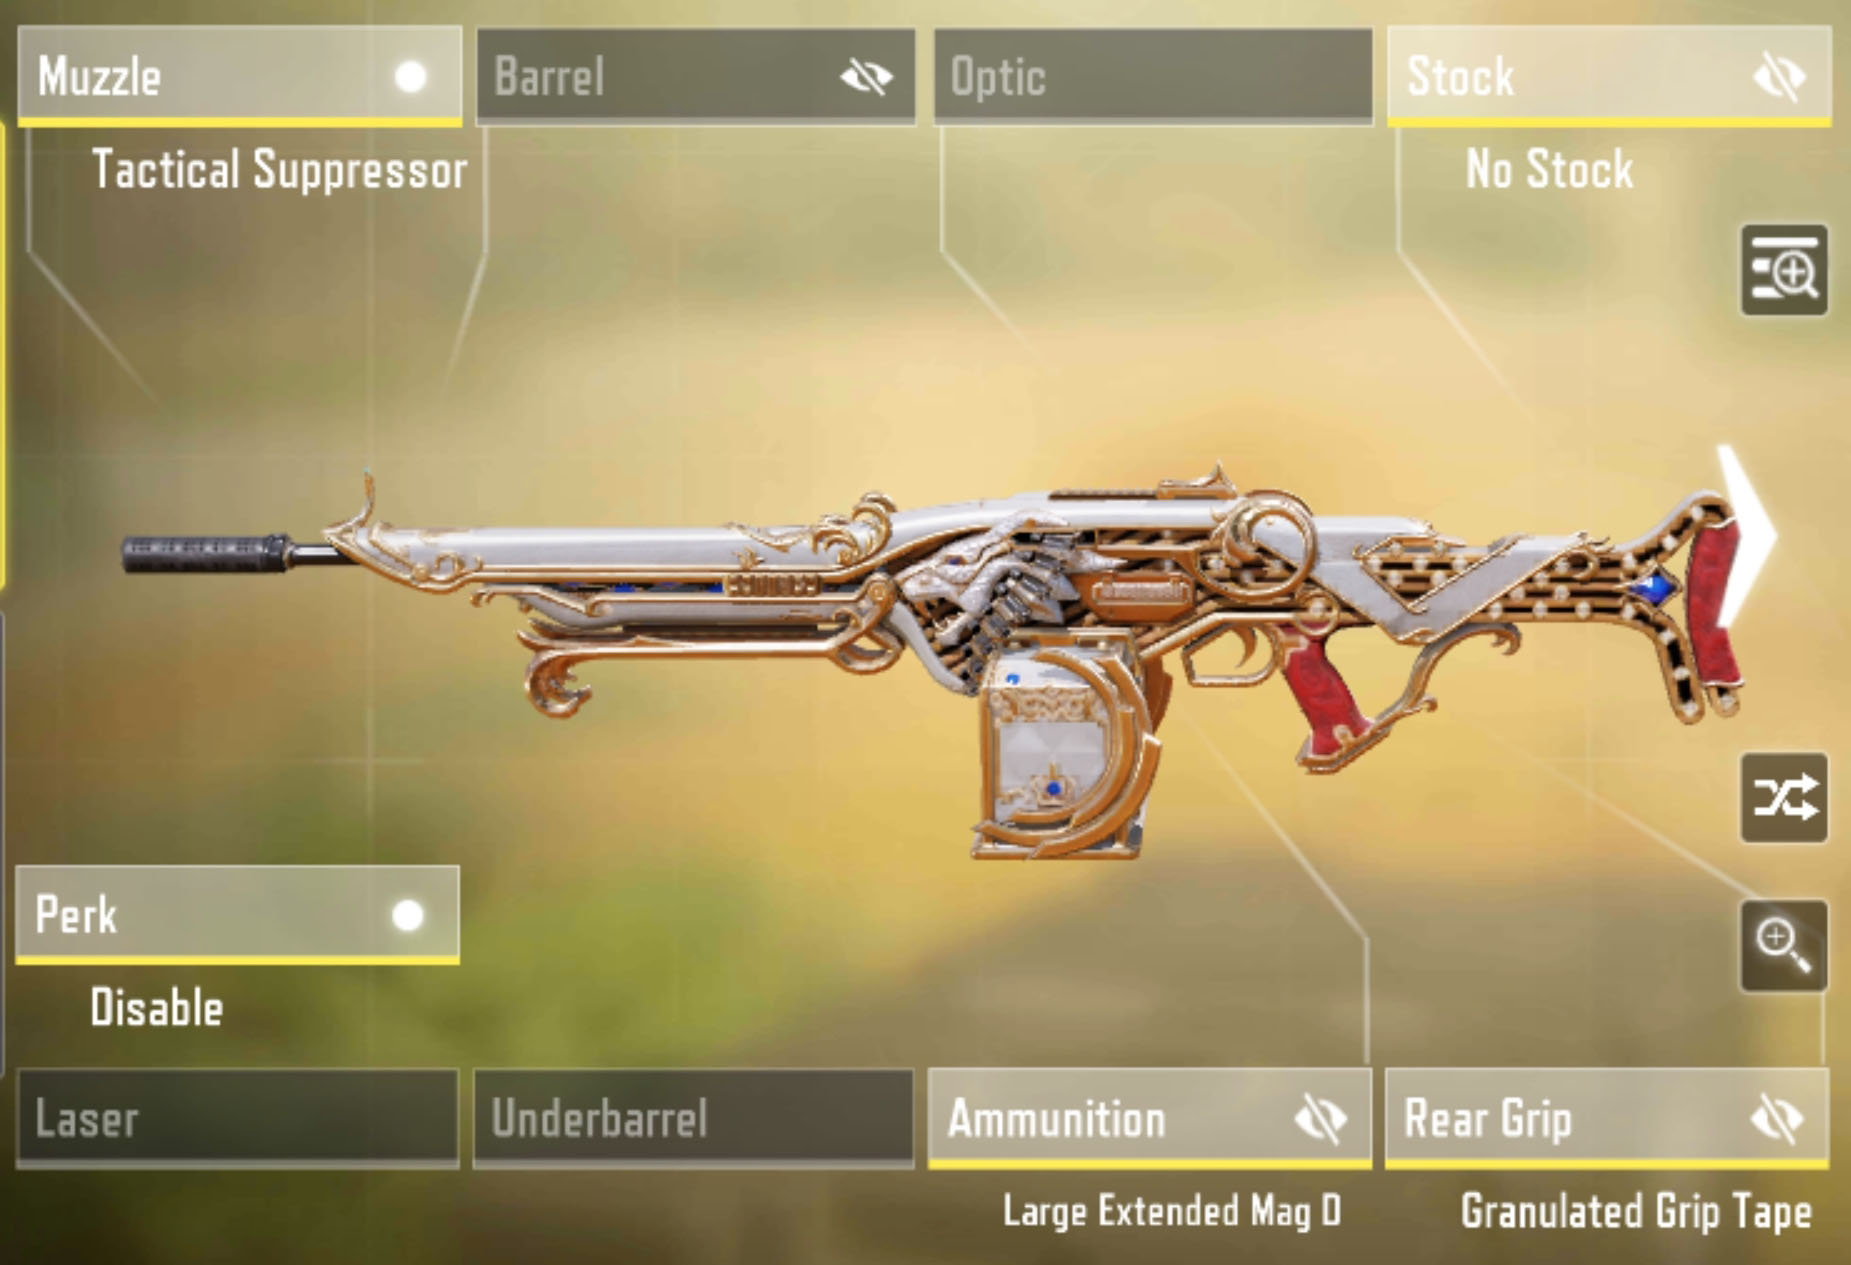 Muzzle
Barrel
Optic
Stock
Tactical Suppressor
No Stock
Perk
Disable
Laser
Underbarrel
Ammunition
Rear Grip
Large Extended Mag D
Granulated Grip Tape